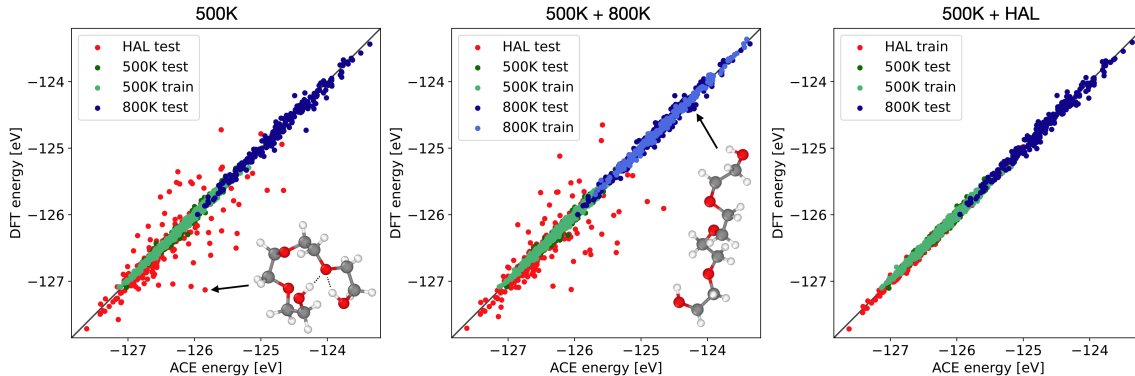 500K
500K + 800K
500K + HAL
HAL test
500K test
500K train
800K test
HAL test
500K test
500K train
800K test
800K train
HAL train
500K test
500K train
800K test
DFT energy [eV]
−124
−125
−126
−127
DFT energy [eV]
−124
−125
−126
−127
DFT energy [eV]
−124
−125
−126
−127
−127
−126
−125
−124
−127
−126
−125
−124
−127
−126
−125
−124
ACE energy [eV]
ACE energy [eV]
ACE energy [eV]